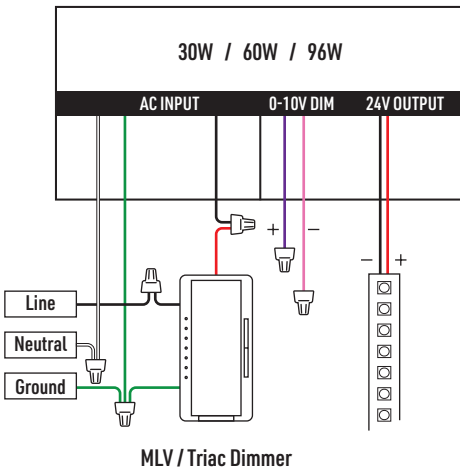 30W / 60W / 96W
AC INPUT
0-10V DIM
24V OUTPUT
+
−
−
+
Line
Neutral
Ground
MLV / Triac Dimmer